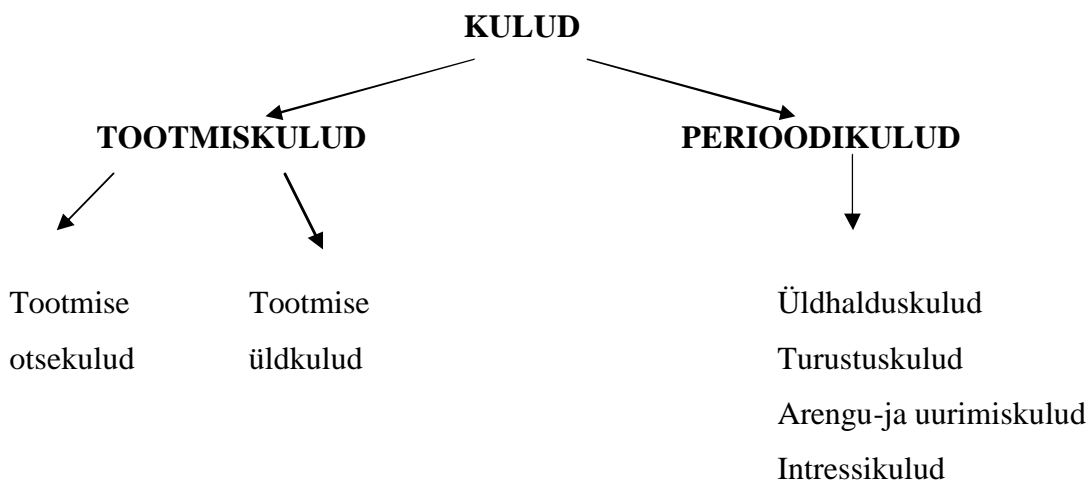 KULUD
TOOTMISKULUD
PERIOODIKULUD
Tootmise
otsekulud
Tootmise
üldkulud
Üldhalduskulud
Turustuskulud
Arengu-ja uurimiskulud
Intressikulud